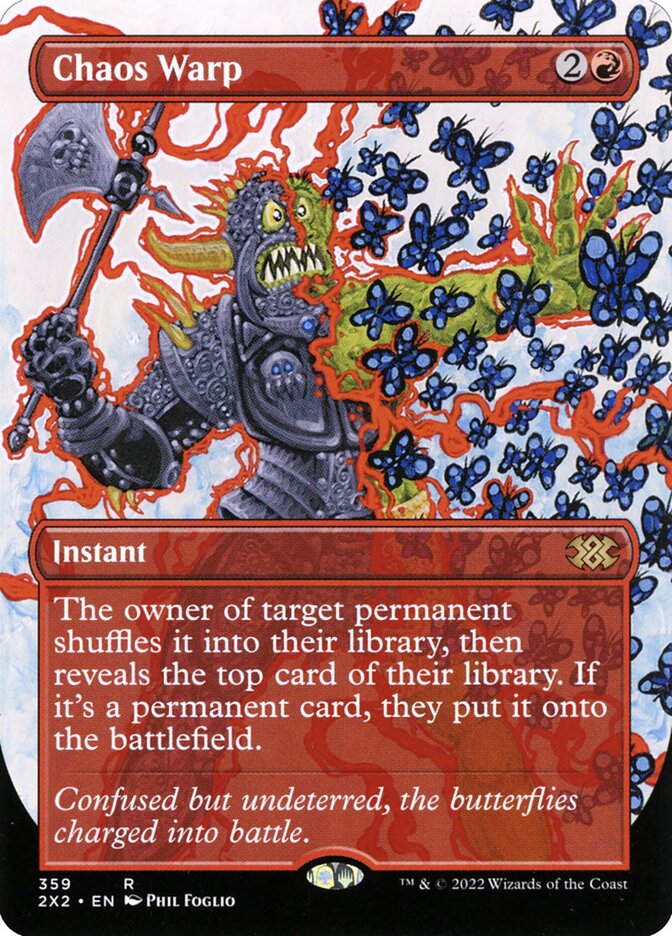 Chaos Warp 2
Instant
The owner of target permanent
shuffles it into their library, then
reveals the top card of their library. If
it's a permanent card, they put it onto
the battlefield.
Confused but undeterred, the butterflies
charged into battle.
359 R
2X2 • EN Phil Foglio
™ & © 2022 Wizards of the Coast